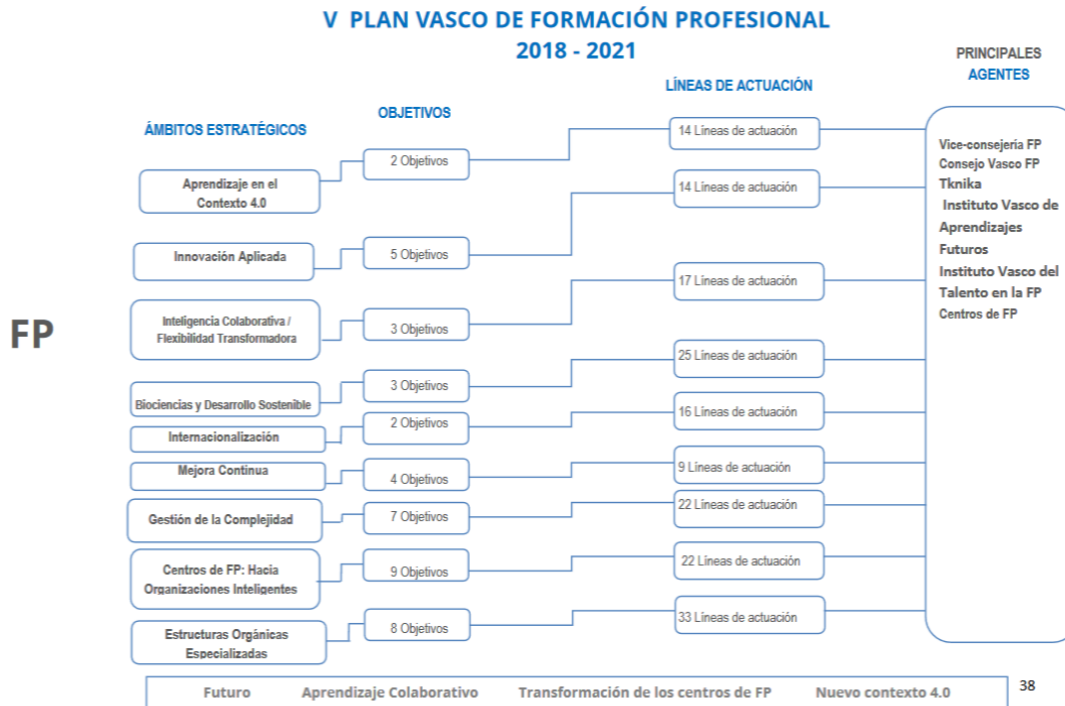 V PLAN VASCO DE FORMACIÓN PROFESIONAL
2018 - 2021
PRINCIPALES
AGENTES
LÍNEAS DE ACTUACIÓN
OBJETIVOS
ÁMBITOS ESTRATÉGICOS
Aprendizaje en el
Contexto 4.0
2 Objetivos
14 Líneas de actuación
Innovación Aplicada
5 Objetivos
14 Líneas de actuación
Inteligencia Colaborativa /
Flexibilidad Transformadora
3 Objetivos
17 Líneas de actuación
Biociencias y Desarrollo Sostenible
3 Objetivos
25 Líneas de actuación
Internacionalización
2 Objetivos
16 Líneas de actuación
Mejora Continua
4 Objetivos
9 Líneas de actuación
Gestión de la Complejidad
7 Objetivos
22 Líneas de actuación
Centros de FP: Hacia
Organizaciones Inteligentes
9 Objetivos
22 Líneas de actuación
Estructuras Orgánicas
Especializadas
8 Objetivos
33 Líneas de actuación
Vice-consejería FP
Consejo Vasco FP
Tknika
Instituto Vasco de
Aprendizajes
Futuros
Instituto Vasco del
Talento en la FP
Centros de FP
FP
Futuro Aprendizaje Colaborativo Transformación de los centros de FP Nuevo contexto 4.0
38